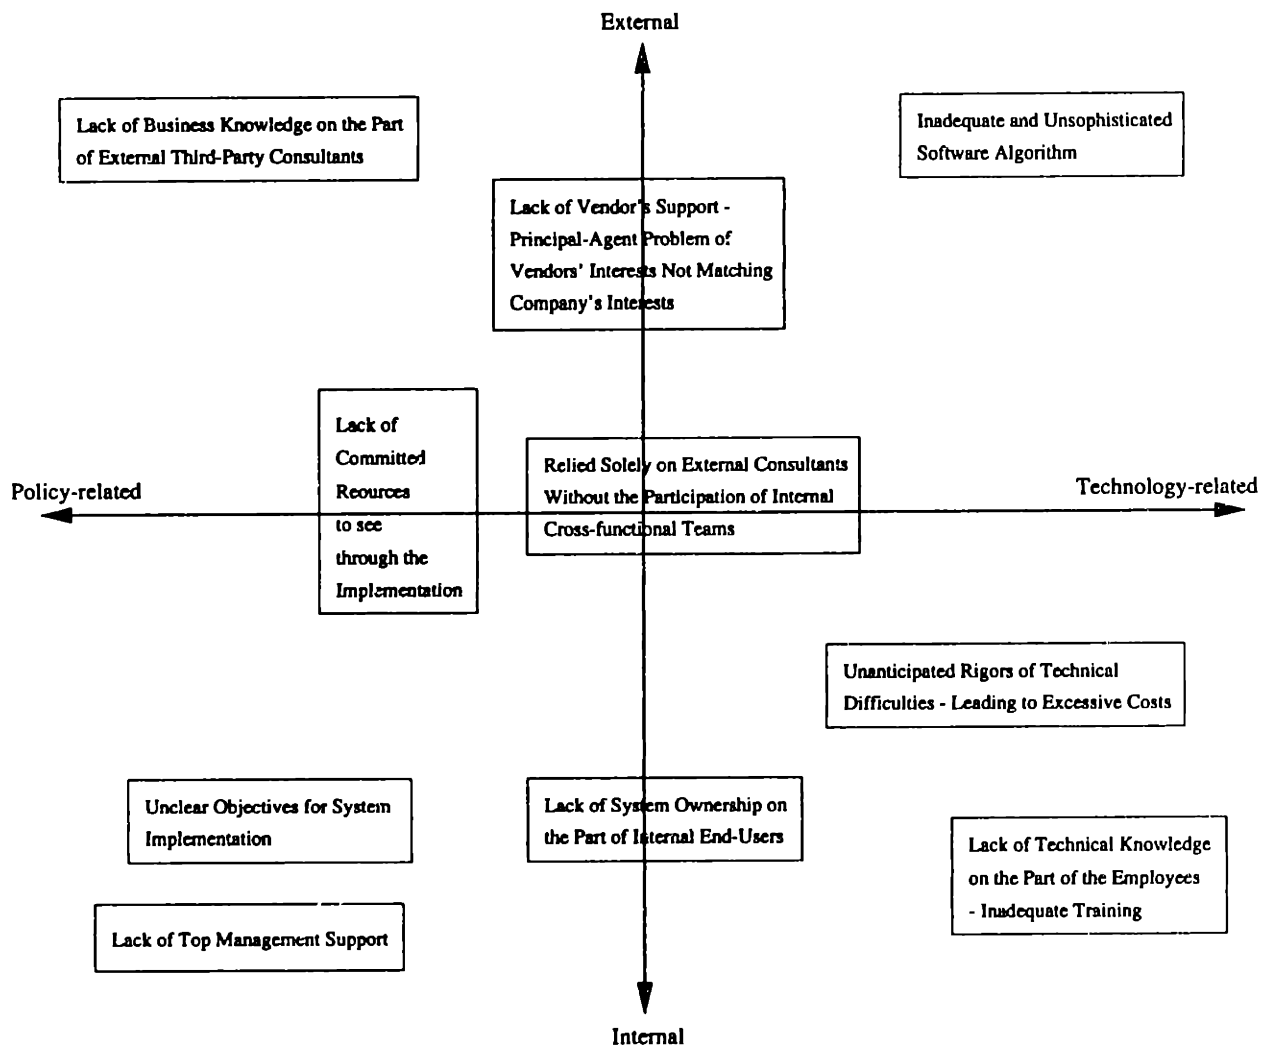 External
Lack of Business Knowledge on the Part
of External Third-Party Consultants
Inadequate and Unsophisticated
Software Algorithm
Lack of Vendor's Support -
Principal-Agent Problem of
Vendors' Interests Not Matching
Company's Interests
Lack of
Committed
Reources
to see
through the
Implementation
Relied Solely on External Consultants
Without the Participation of Internal
Cross-functional Teams
Policy-related
Technology-related
Unanticipated Rigors of Technical
Difficulties - Leading to Excessive Costs
Unclear Objectives for System
Implementation
Lack of System Ownership on
the Part of Internal End-Users
Lack of Technical Knowledge
on the Part of the Employees
- Inadequate Training
Lack of Top Management Support
Internal